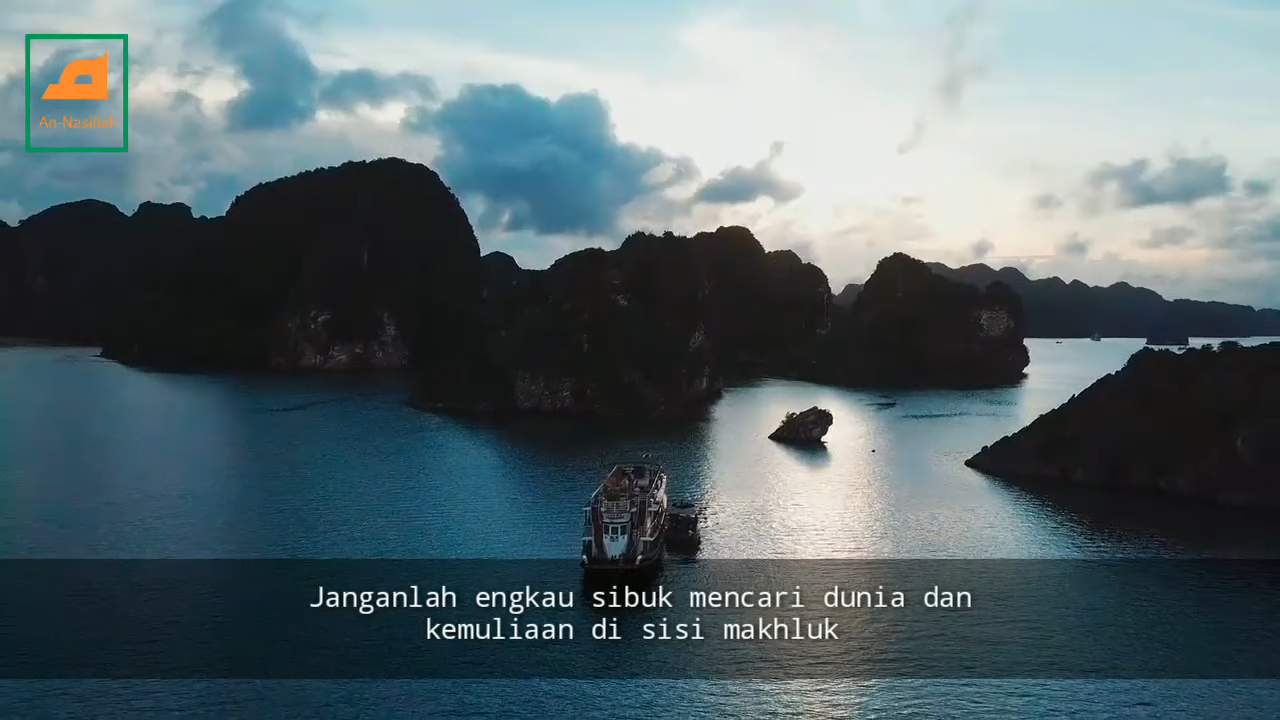 An-Nasihah
Janganlah engkau sibuk mencari dunia dan
kemuliaan di sisi makhluk